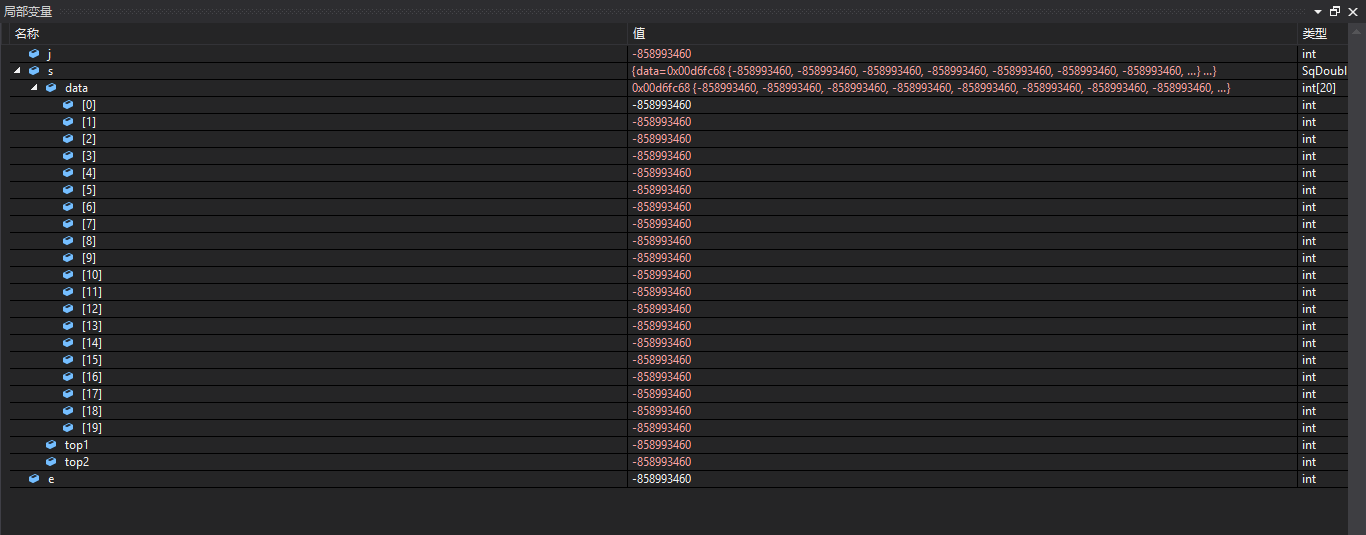 局部变量
名称 值 类型
j -858993460 int
s {data=0x00d6fc68 {-858993460, -858993460, -858993460, -858993460, -858993460, -858993460, -858993460, ...} ...} SqDoubl
data 0x00d6fc68 {-858993460, -858993460, -858993460, -858993460, -858993460, -858993460, -858993460, -858993460, ...} int[20]
[0] -858993460 int
[1] -858993460 int
[2] -858993460 int
[3] -858993460 int
[4] -858993460 int
[5] -858993460 int
[6] -858993460 int
[7] -858993460 int
[8] -858993460 int
[9] -858993460 int
[10] -858993460 int
[11] -858993460 int
[12] -858993460 int
[13] -858993460 int
[14] -858993460 int
[15] -858993460 int
[16] -858993460 int
[17] -858993460 int
[18] -858993460 int
[19] -858993460 int
top1 -858993460 int
top2 -858993460 int
e -858993460 int